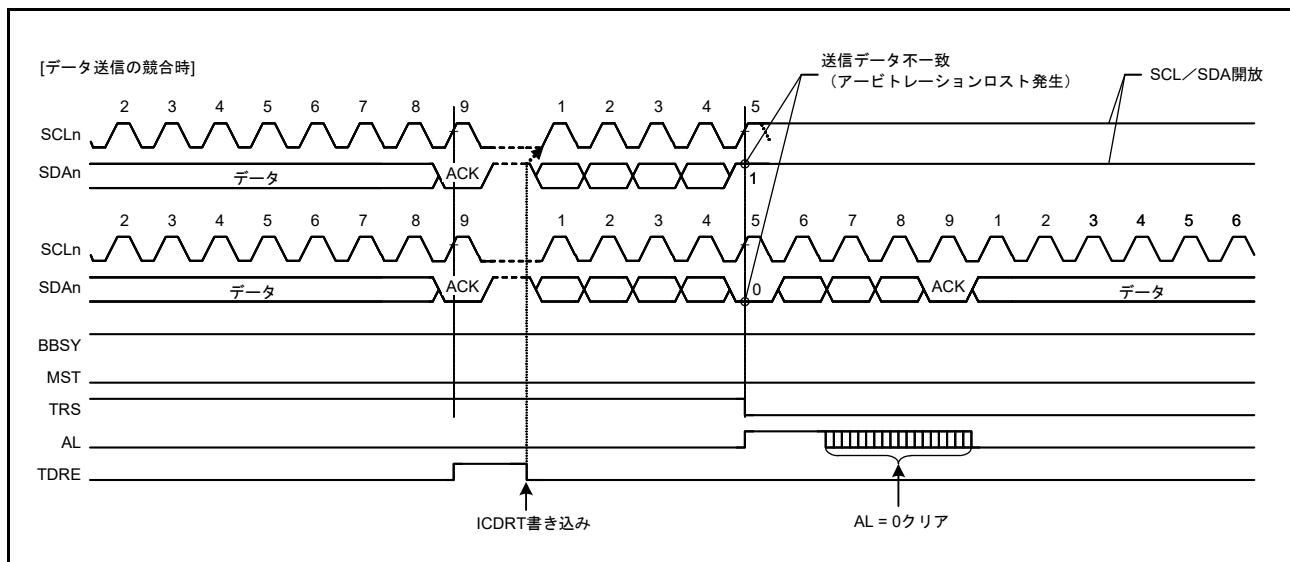 [データ送信の競合時]
送信データ不一致
（アービトレーションロスト発生）
SCL／SDA開放
2 3 4 5 6 7 8 9 1 2 3 4 5
SCLn
SDAn データ ACK 1
2 3 4 5 6 7 8 9 1 2 3 4 5 6 7 8 9 1 2 3 4 5 6
SCLn
SDAn データ ACK 0 ACK データ
BBSY
MST
TRS
AL
TDRE
ICDRT書き込み
AL = 0クリア